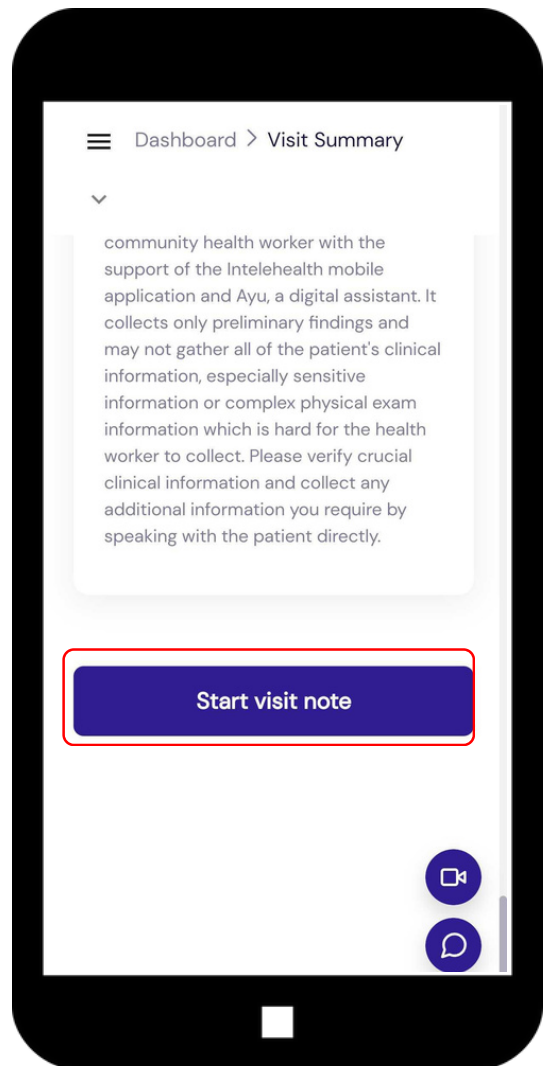 Dashboard > Visit Summary
community health worker with the
support of the Intelehealth mobile
application and Ayu, a digital assistant. It
collects only preliminary findings and
may not gather all of the patient's clinical
information, especially sensitive
information or complex physical exam
information which is hard for the health
worker to collect. Please verify crucial
clinical information and collect any
additional information you require by
speaking with the patient directly.
Start visit note